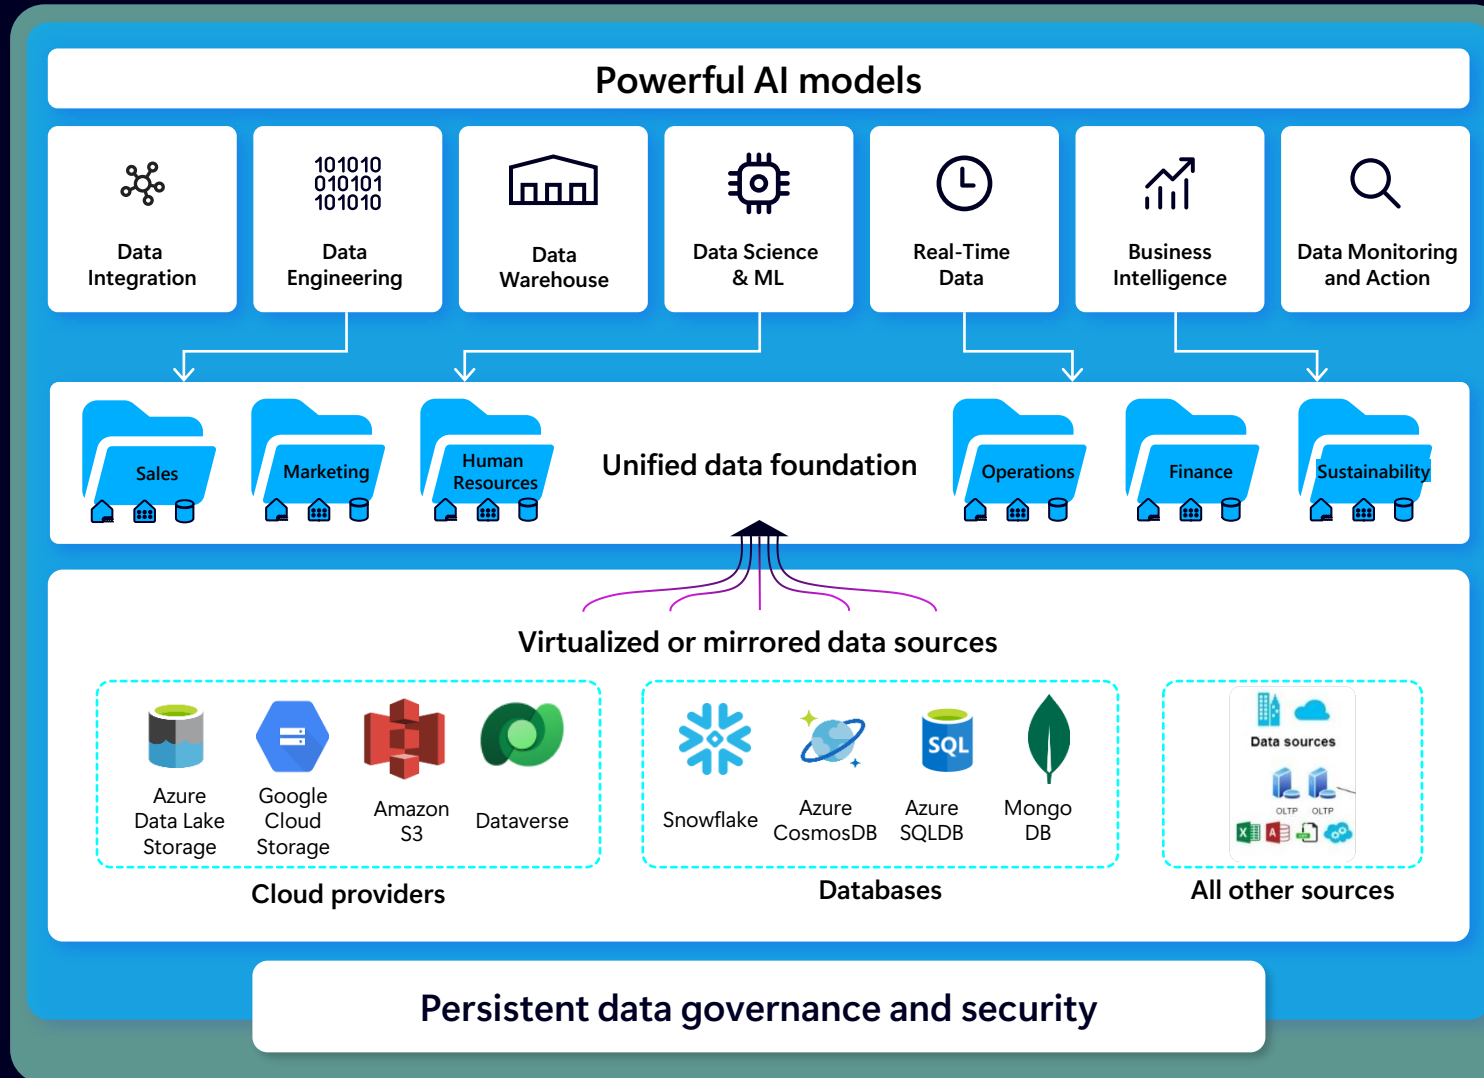 Powerful AI models
101010
010101
101010
Data
Integration
Data
Engineering
Data
Warehouse
Data Science
& ML
Real-Time
Data
Business
Intelligence
Data Monitoring
and Action
Sales
Marketing
Human
Resources
Unified data foundation
Operations
Finance
Sustainability
Virtualized or mirrored data sources
Azure
Data Lake
Storage
Google
Cloud
Storage
Amazon
S3
Dataverse
Cloud providers
Snowflake
Azure
CosmosDB
SQL
Azure
SQLDB
Mongo
DB
Databases
Data sources
OLTP
OLTP
All other sources
Persistent data governance and security